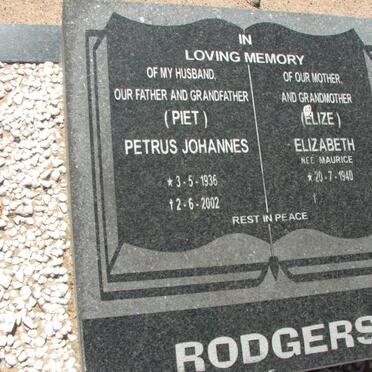 IN
LOVING MEMORY
OF MY HUSBAND,
OUR FATHER AND GRANDFATHER
(PIET)
PETRUS JOHANNES
★ 3-5-1936
† 2-6-2002
OF OUR MOTHER,
AND GRANDMOTHER
(ELIZE)
ELIZABETH
NÉE MAURICE
★ 20-7-1940
†
REST IN PEACE
RODGERS